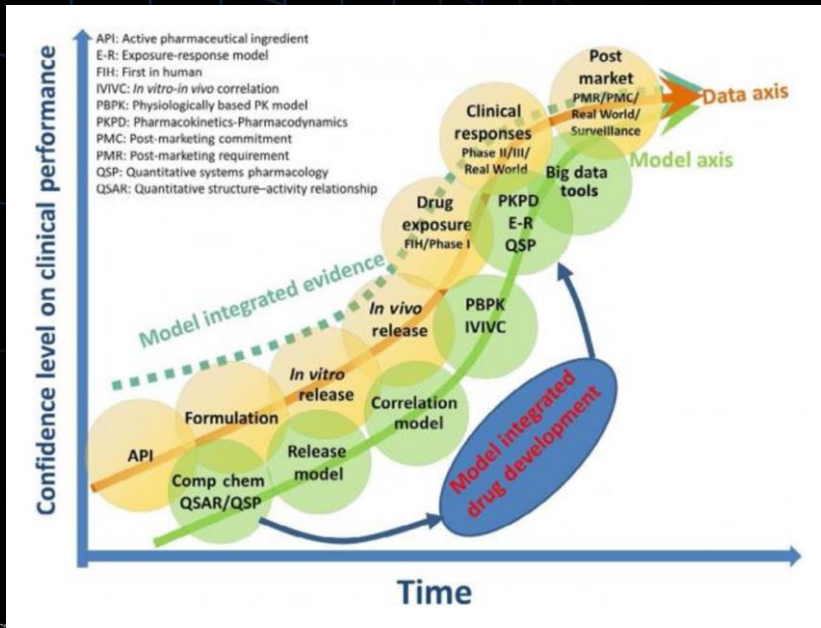 API: Active pharmaceutical ingredient
E-R: Exposure-response model
FIH: First in human
IVIVC: In vitro-in vivo correlation
PBPK: Physiologically based PK model
PKPD: Pharmacokinetics-Pharmacodynamics
PMC: Post-marketing commitment
PMR: Post-marketing requirement
QSP: Quantitative systems pharmacology
QSAR: Quantitative structure–activity relationship
Confidence level on clinical performance
Post
market
PMR/PMC/
Real World/
Surveillance
Data axis
Model axis
Clinical
responses
Phase II/III/
Real World
Big data
tools
Drug
exposure
FIH/Phase I
PKPD
E-R
QSP
Model integrated evidence
In vivo
release
PBPK
IVIVC
In vitro
release
Correlation
model
Formulation
API
Release
model
Comp chem
QSAR/QSP
Model integrated
drug development
Time